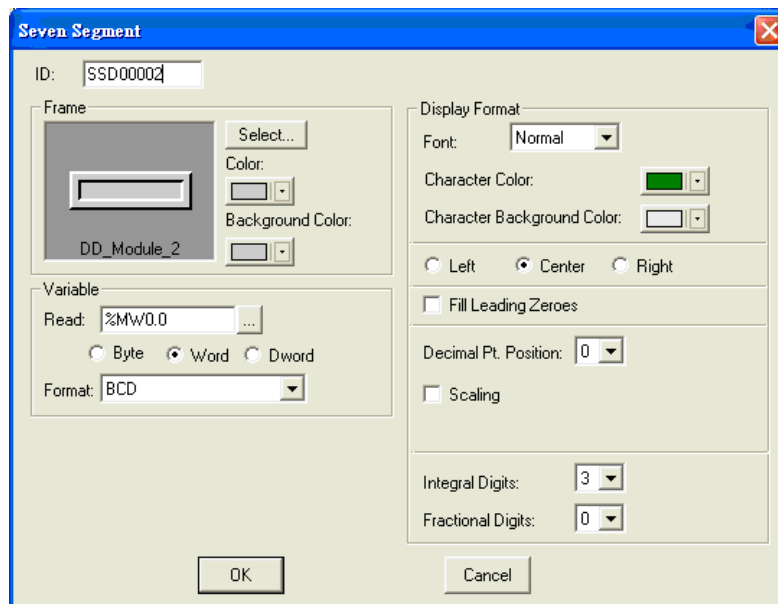 Seven Segment
ID: SSD00002
Frame
Select...
Color:
Background Color:
DD_Module_2
Variable
Read: %MW0.0 ...
Byte Word Dword
Format: BCD
Display Format
Font: Normal
Character Color:
Character Background Color:
Left Center Right
Fill Leading Zeroes
Decimal Pt. Position: 0
Scaling
Integral Digits: 3
Fractional Digits: 0
OK Cancel